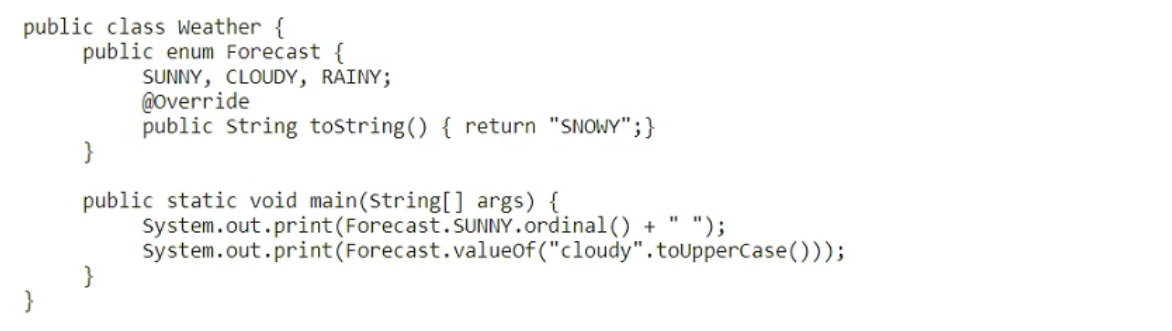 public class Weather {
public enum Forecast {
SUNNY, CLOUDY, RAINY;
@Override
public String toString() { return "SNOWY";}
}
public static void main(String[] args) {
System.out.print(Forecast.SUNNY.ordinal() + " ");
System.out.print(Forecast.valueOf("cloudy".toUpperCase()));
}
}